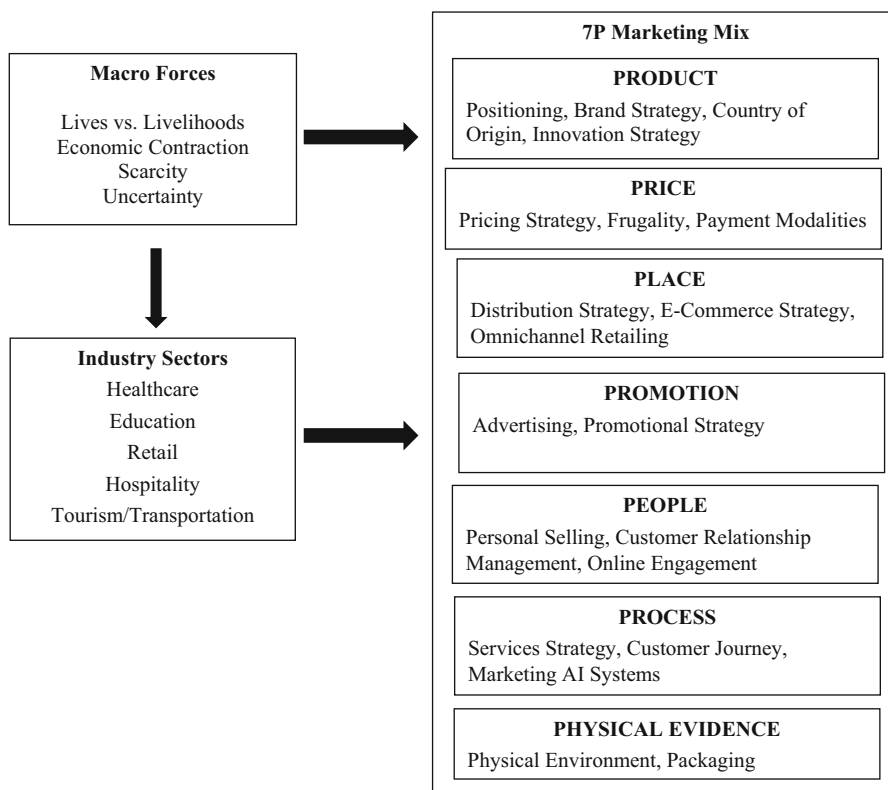 Macro Forces
Lives vs. Livelihoods
Economic Contraction
Scarcity
Uncertainty
Industry Sectors
Healthcare
Education
Retail
Hospitality
Tourism/Transportation
7P Marketing Mix
PRODUCT
Positioning, Brand Strategy, Country of
Origin, Innovation Strategy
PRICE
Pricing Strategy, Frugality, Payment Modalities
PLACE
Distribution Strategy, E-Commerce Strategy,
Omnichannel Retailing
PROMOTION
Advertising, Promotional Strategy
PEOPLE
Personal Selling, Customer Relationship
Management, Online Engagement
PROCESS
Services Strategy, Customer Journey,
Marketing AI Systems
PHYSICAL EVIDENCE
Physical Environment, Packaging